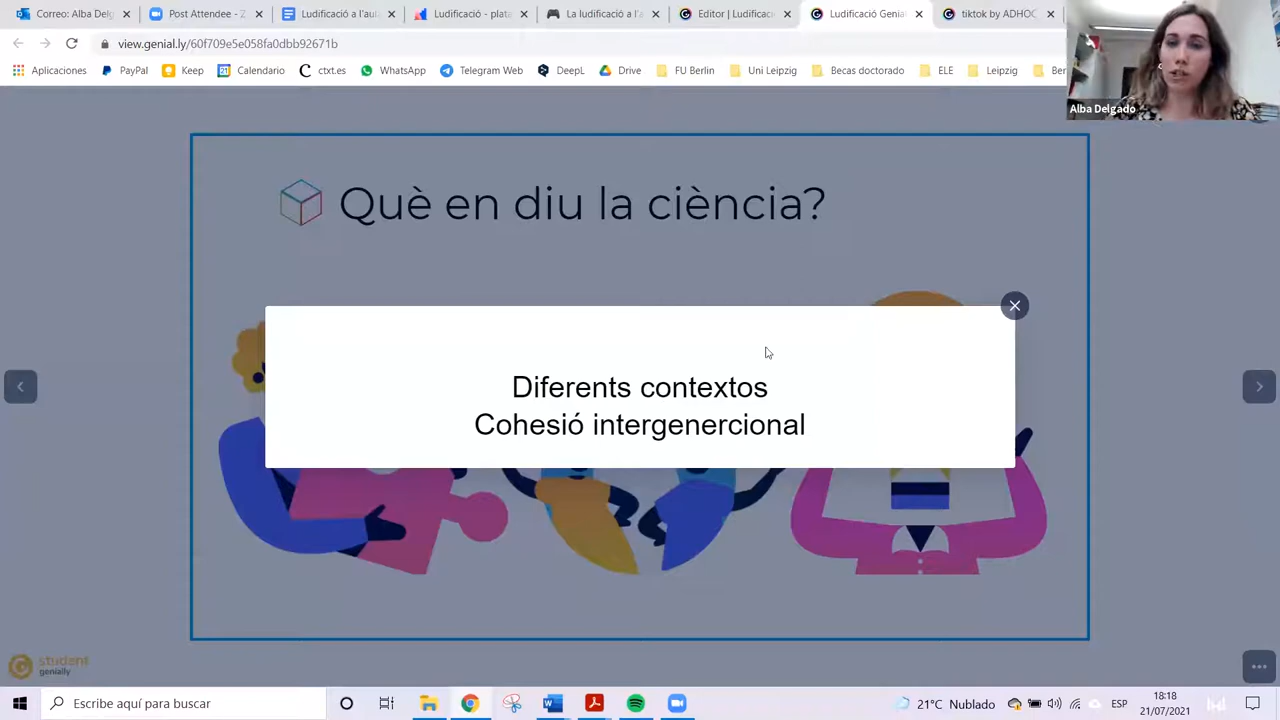 Correo: Alba Delg
Post Attendee - Z
Ludificació a l'aul
Ludificació - plata
La ludificació a l'a
Editor | Ludificac
Ludificació Genia
tiktok by ADHOC
view.genial.ly/60f709e5e058fa0dbb92671b
Aplicaciones
PayPal
Keep
Calendario
ctxt.es
WhatsApp
Telegram Web
DeepL
Drive
FU Berlin
Uni Leipzig
Becas doctorado
ELE
Leipzig
Ber
Alba Delgado
Què en diu la ciència?
Diferents contextos
Cohesió intergenercional
student
genially
Escribe aquí para buscar
21°C Nublado
ESP
18:18
21/07/2021